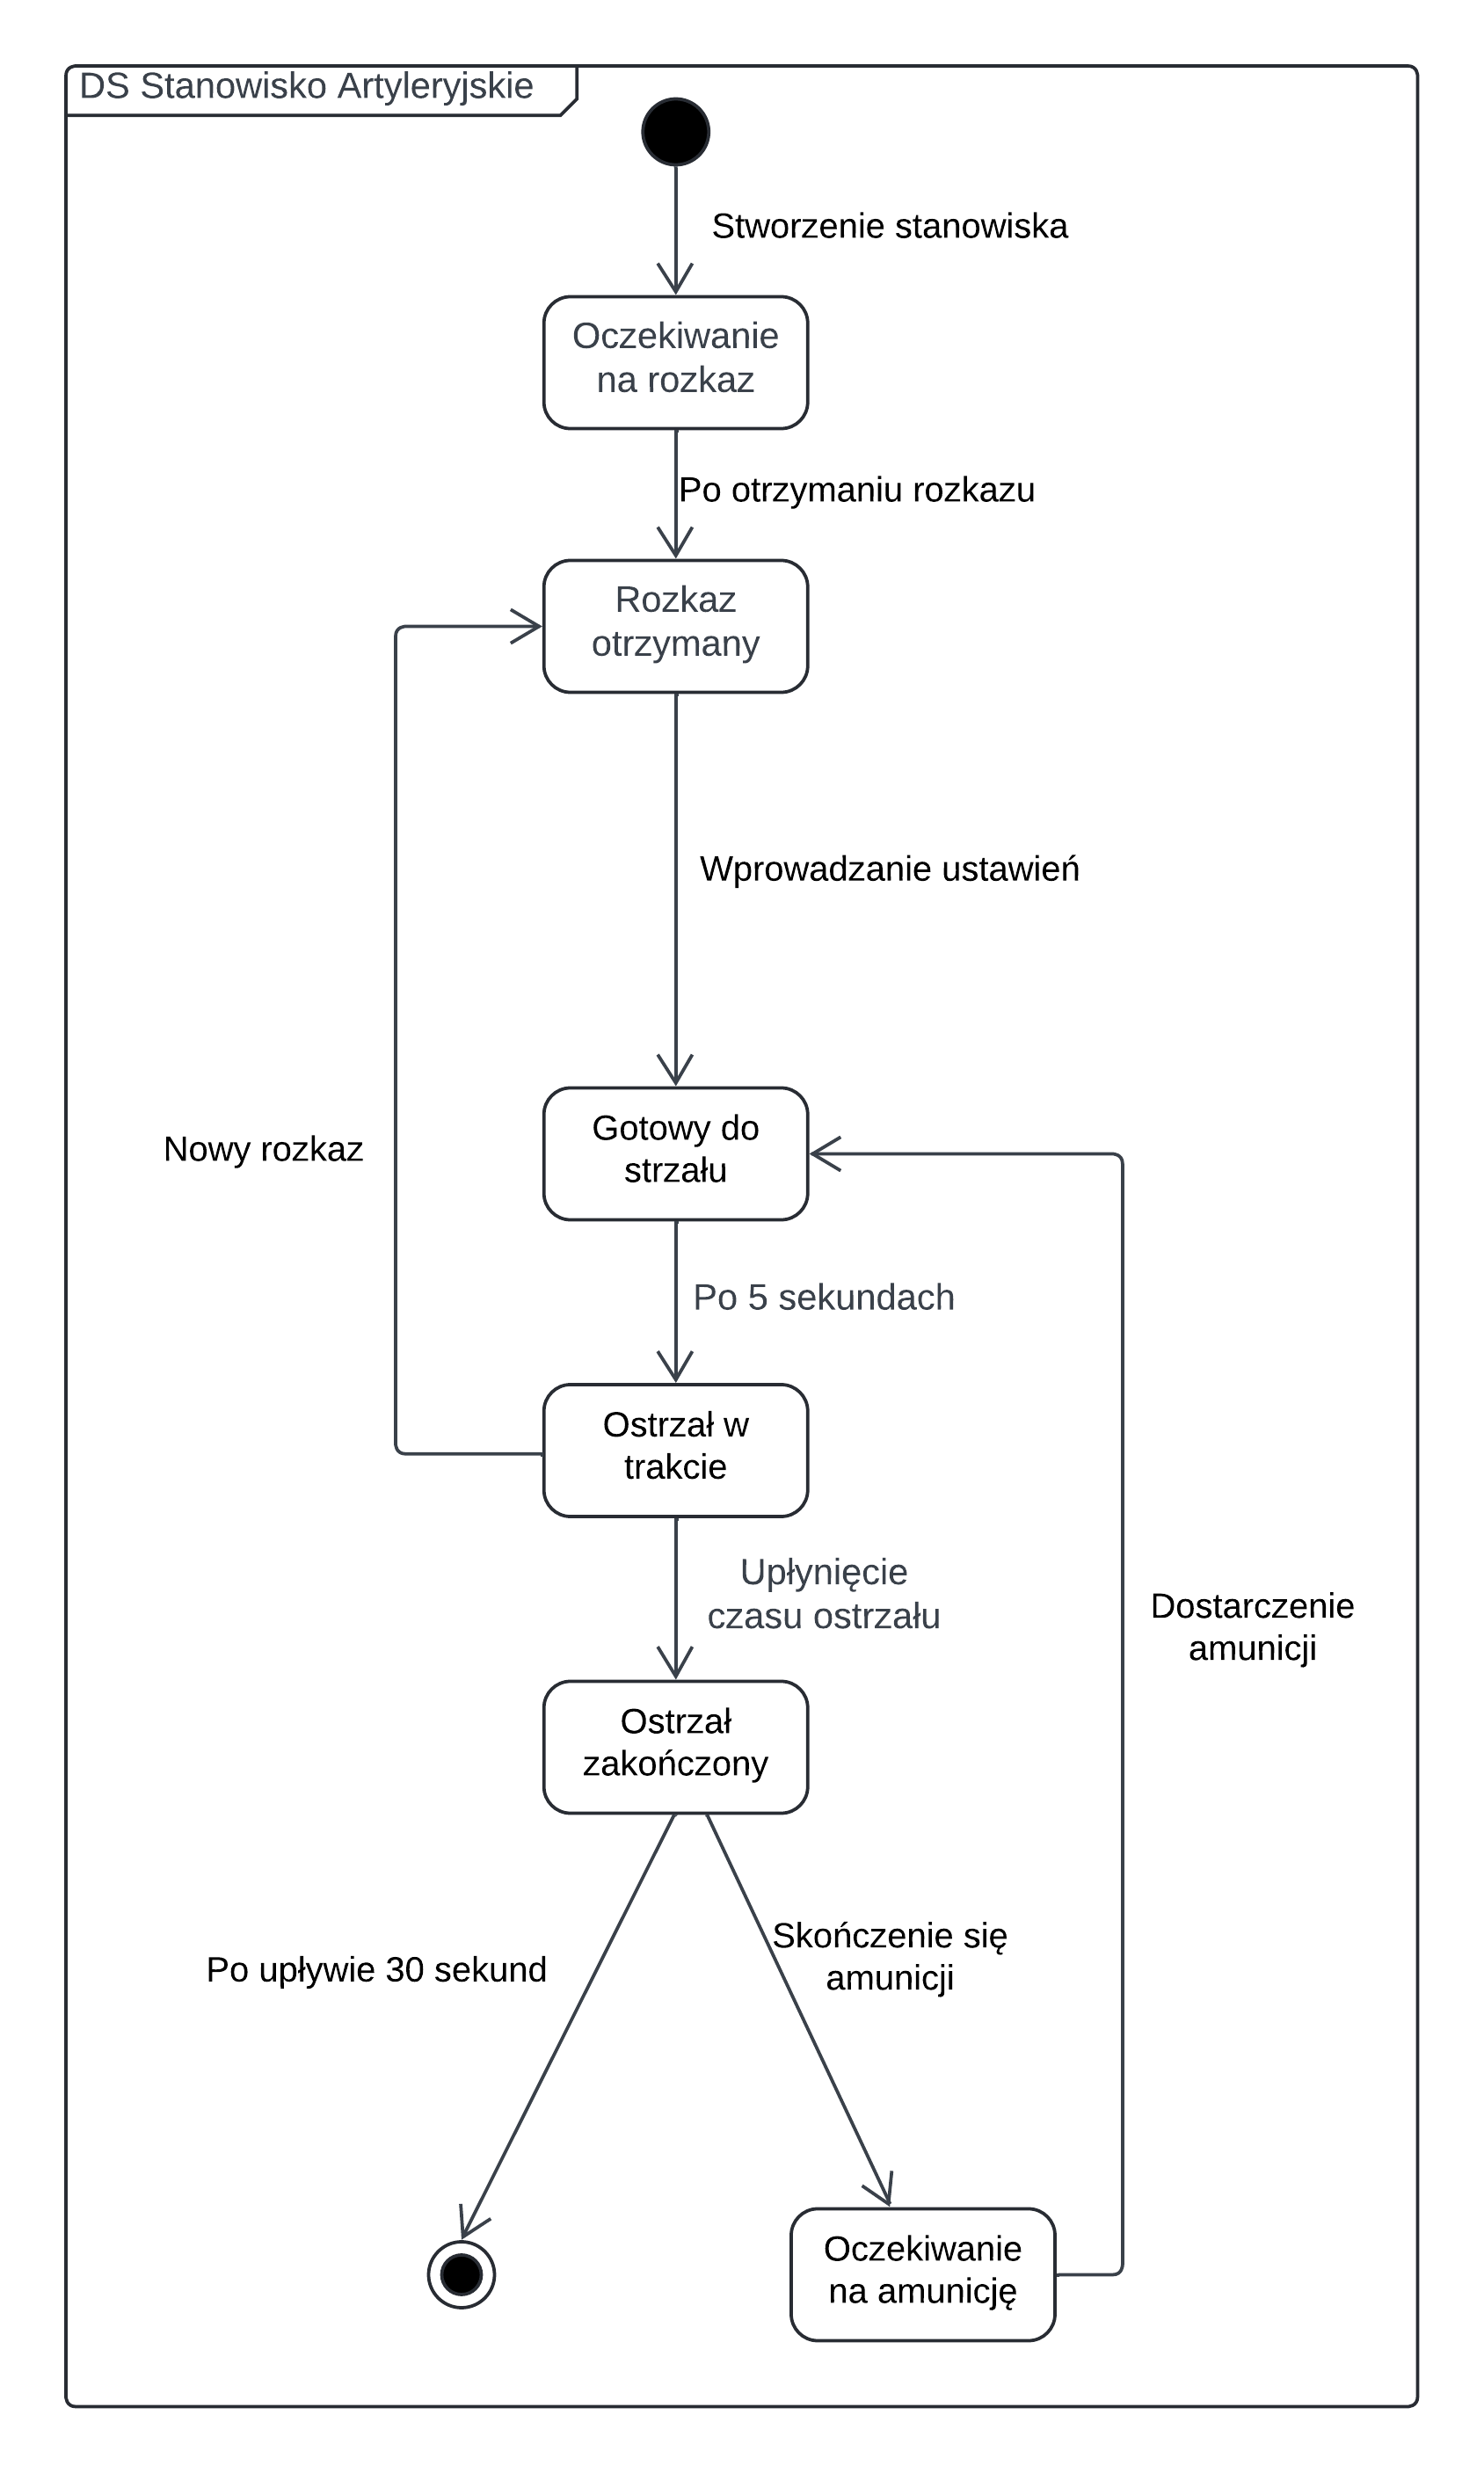 DS Stanowisko Artyleryjskie
Stworzenie stanowiska
Oczekiwanie
na rozkaz
Po otrzymaniu rozkazu
Rozkaz
otrzymany
Wprowadzanie ustawień
Gotowy do
strzału
Nowy rozkaz
Po 5 sekundach
Ostrzał w
trakcie
Upłynięcie
czasu ostrzału
Dostarczenie
amunicji
Ostrzał
zakończony
Skończenie się
amunicji
Po upływie 30 sekund
Oczekiwanie
na amunicję